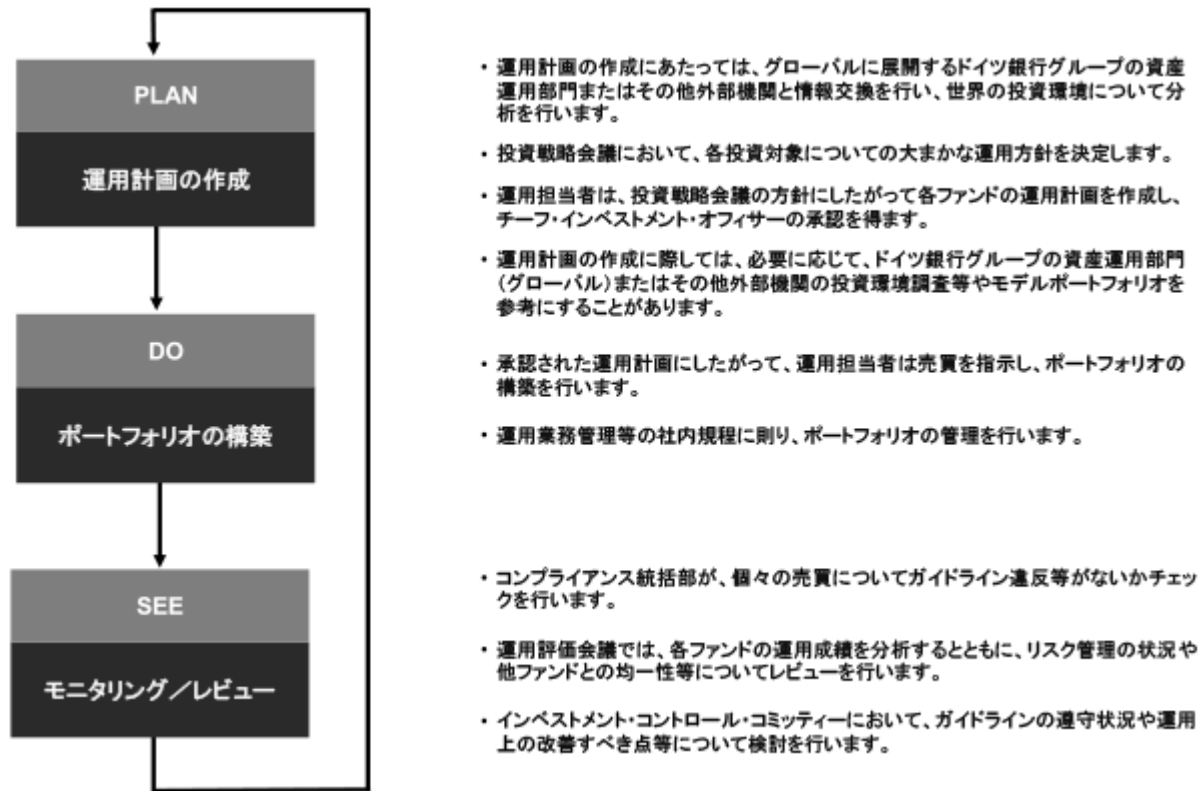 PLAN
運用計画の作成
・運用計画の作成にあたっては、グローバルに展開するドイツ銀行グループの資産
運用部門またはその他外部機関と情報交換を行い、世界の投資環境について分
析を行います。
・投資戦略会議において、各投資対象についての大まかな運用方針を決定します。
・運用担当者は、投資戦略会議の方針にしたがって各ファンドの運用計画を作成し、
チーフ・インベストメント・オフィサーの承認を得ます。
・運用計画の作成に際しては、必要に応じて、ドイツ銀行グループの資産運用部門
(グローバル)またはその他外部機関の投資環境調査等やモデルポートフォリオを
参考にすることがあります。
DO
ポートフォリオの構築
・承認された運用計画にしたがって、運用担当者は売買を指示し、ポートフォリオの
構築を行います。
・運用業務管理等の社内規程に則り、ポートフォリオの管理を行います。
SEE
モニタリング／レビュー
・コンプライアンス統括部が、個々の売買についてガイドライン違反等がないかチェッ
クを行います。
・運用評価会議では、各ファンドの運用成績を分析するとともに、リスク管理の状況や
他ファンドとの均一性等についてレビューを行います。
・インベストメント・コントロール・コミッティーにおいて、ガイドラインの遵守状況や運用
上の改善すべき点等について検討を行います。